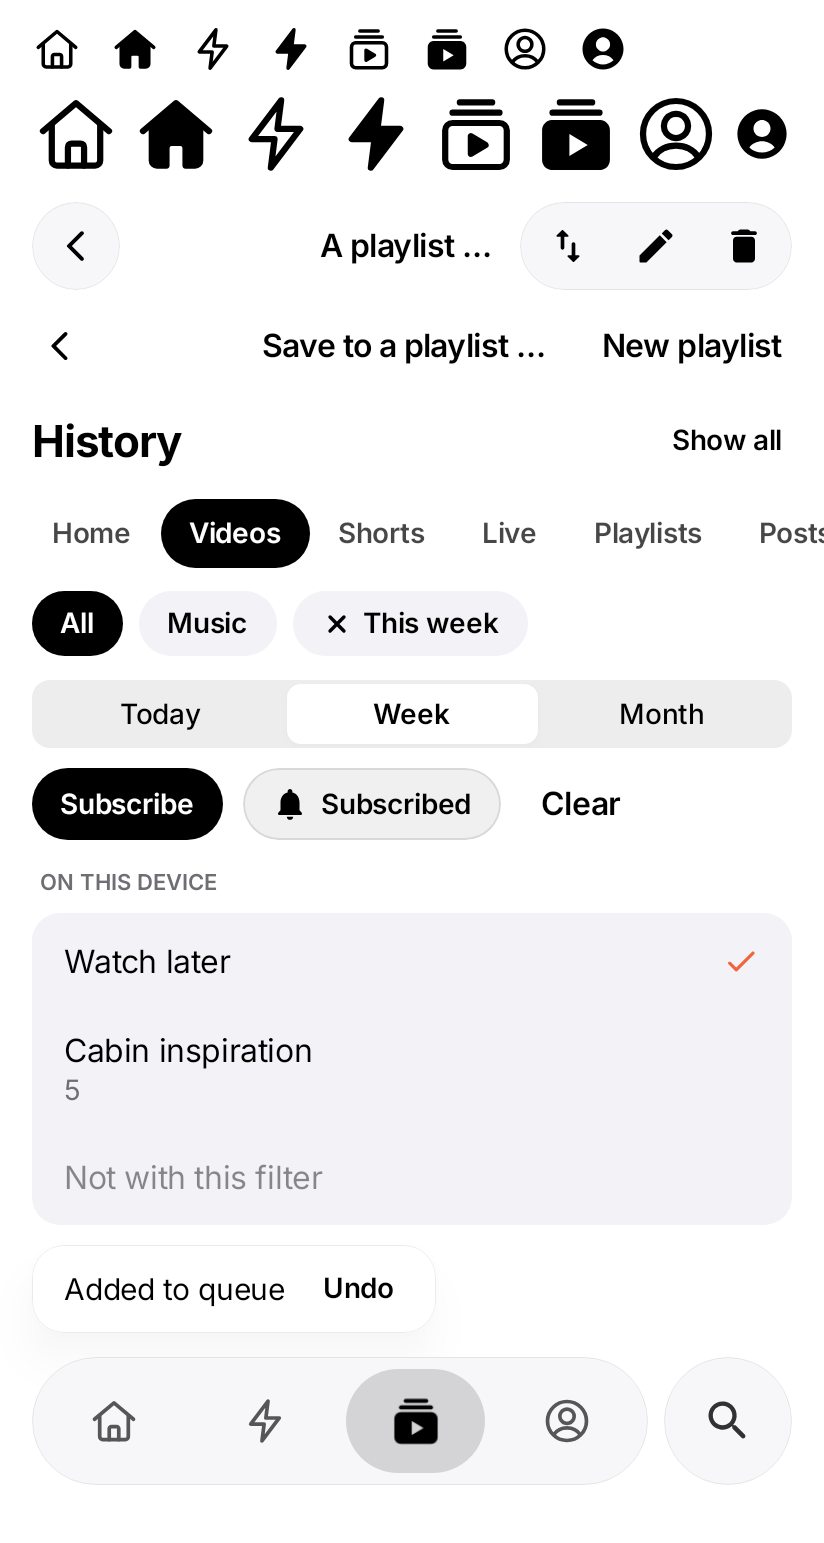 A playlist ...
Save to a playlist ... New playlist
History Show all
Home Videos Shorts Live Playlists Posts
All Music This week
Today Week Month
Subscribe Subscribed Clear
ON THIS DEVICE
Watch later
Cabin inspiration
5
Not with this filter
Added to queue Undo